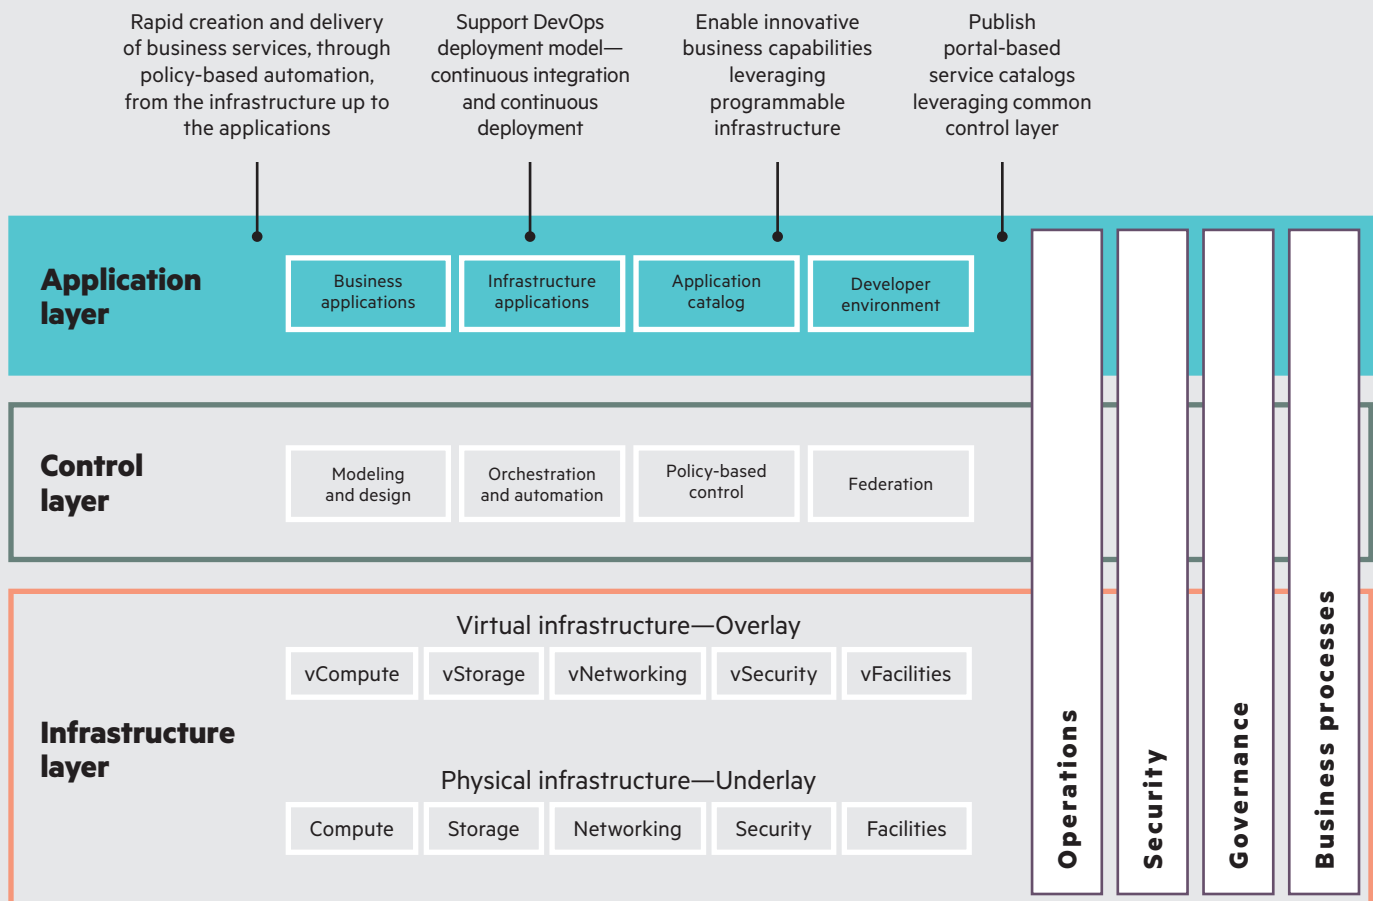 Rapid creation and delivery
of business services, through
policy-based automation,
from the infrastructure up to
the applications
Support DevOps
deployment model—
continuous integration
and continuous
deployment
Enable innovative
business capabilities
leveraging
programmable
infrastructure
Publish
portal-based
service catalogs
leveraging common
control layer
Application
layer
Business
applications
Infrastructure
applications
Application
catalog
Developer
environment
Control
layer
Modeling
and design
Orchestration
and automation
Policy-based
control
Federation
Infrastructure
layer
Virtual infrastructure—Overlay
vCompute
vStorage
vNetworking
vSecurity
vFacilities
Physical infrastructure—Underlay
Compute
Storage
Networking
Security
Facilities
Operations
Security
Governance
Business processes